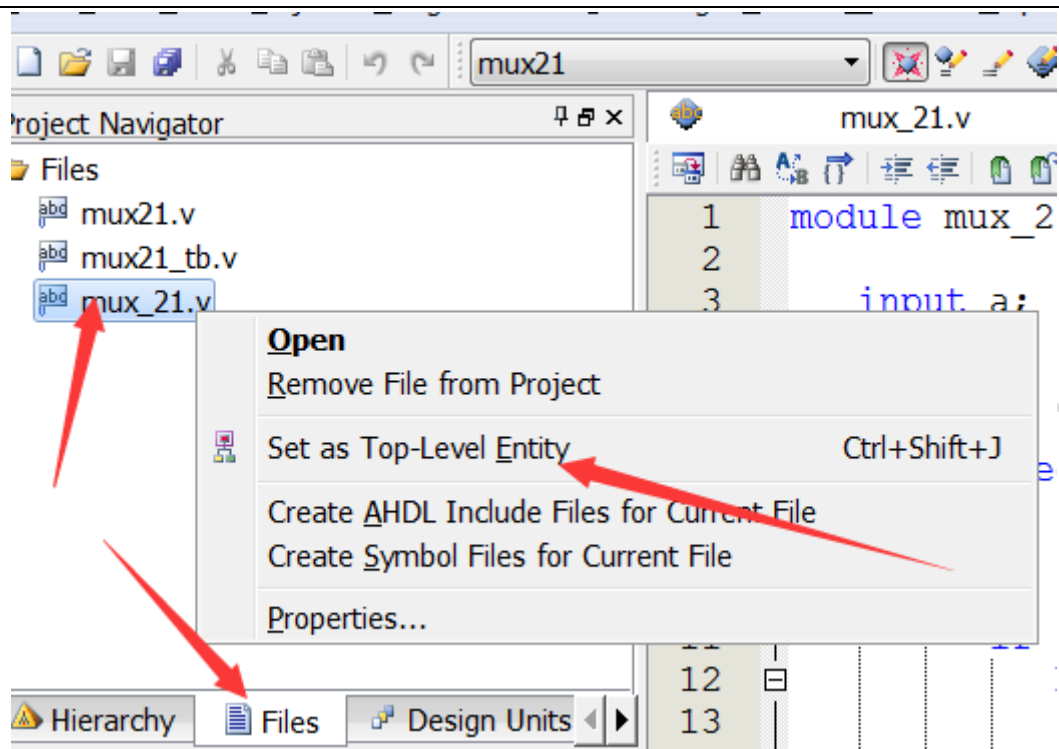 mux21
Project Navigator
mux_21.v
Files
mux21.v
mux21_tb.v
mux_21.v
1 module mux_2
2
3 input a;
Open
Remove File from Project
Set as Top-Level Entity Ctrl+Shift+J
Create AHDL Include Files for Current File
Create Symbol Files for Current File
Properties...
12
13
Hierarchy Files Design Units